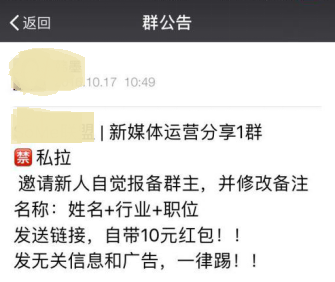 返回 群公告
.10.17 10:49
| 新媒体运营分享1群
禁私拉
邀请新人自觉报备群主，并修改备注
名称：姓名+行业+职位
发送链接，自带10元红包！！
发无关信息和广告，一律踢！！